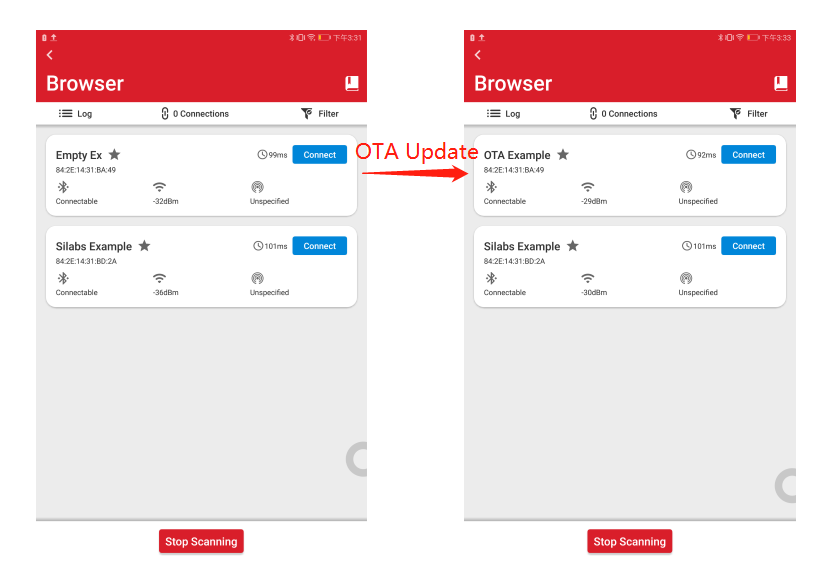 下午3:31
Browser
Log
0 Connections
Filter
Empty Ex
99ms
Connect
84:2E:14:31:BA:49
Connectable
-32dBm
Unspecified
Silabs Example
101ms
Connect
84:2E:14:31:BD:2A
Connectable
-36dBm
Unspecified
Stop Scanning
OTA Update
下午3:33
Browser
Log
0 Connections
Filter
OTA Example
92ms
Connect
84:2E:14:31:BA:49
Connectable
-29dBm
Unspecified
Silabs Example
101ms
Connect
84:2E:14:31:BD:2A
Connectable
-30dBm
Unspecified
Stop Scanning